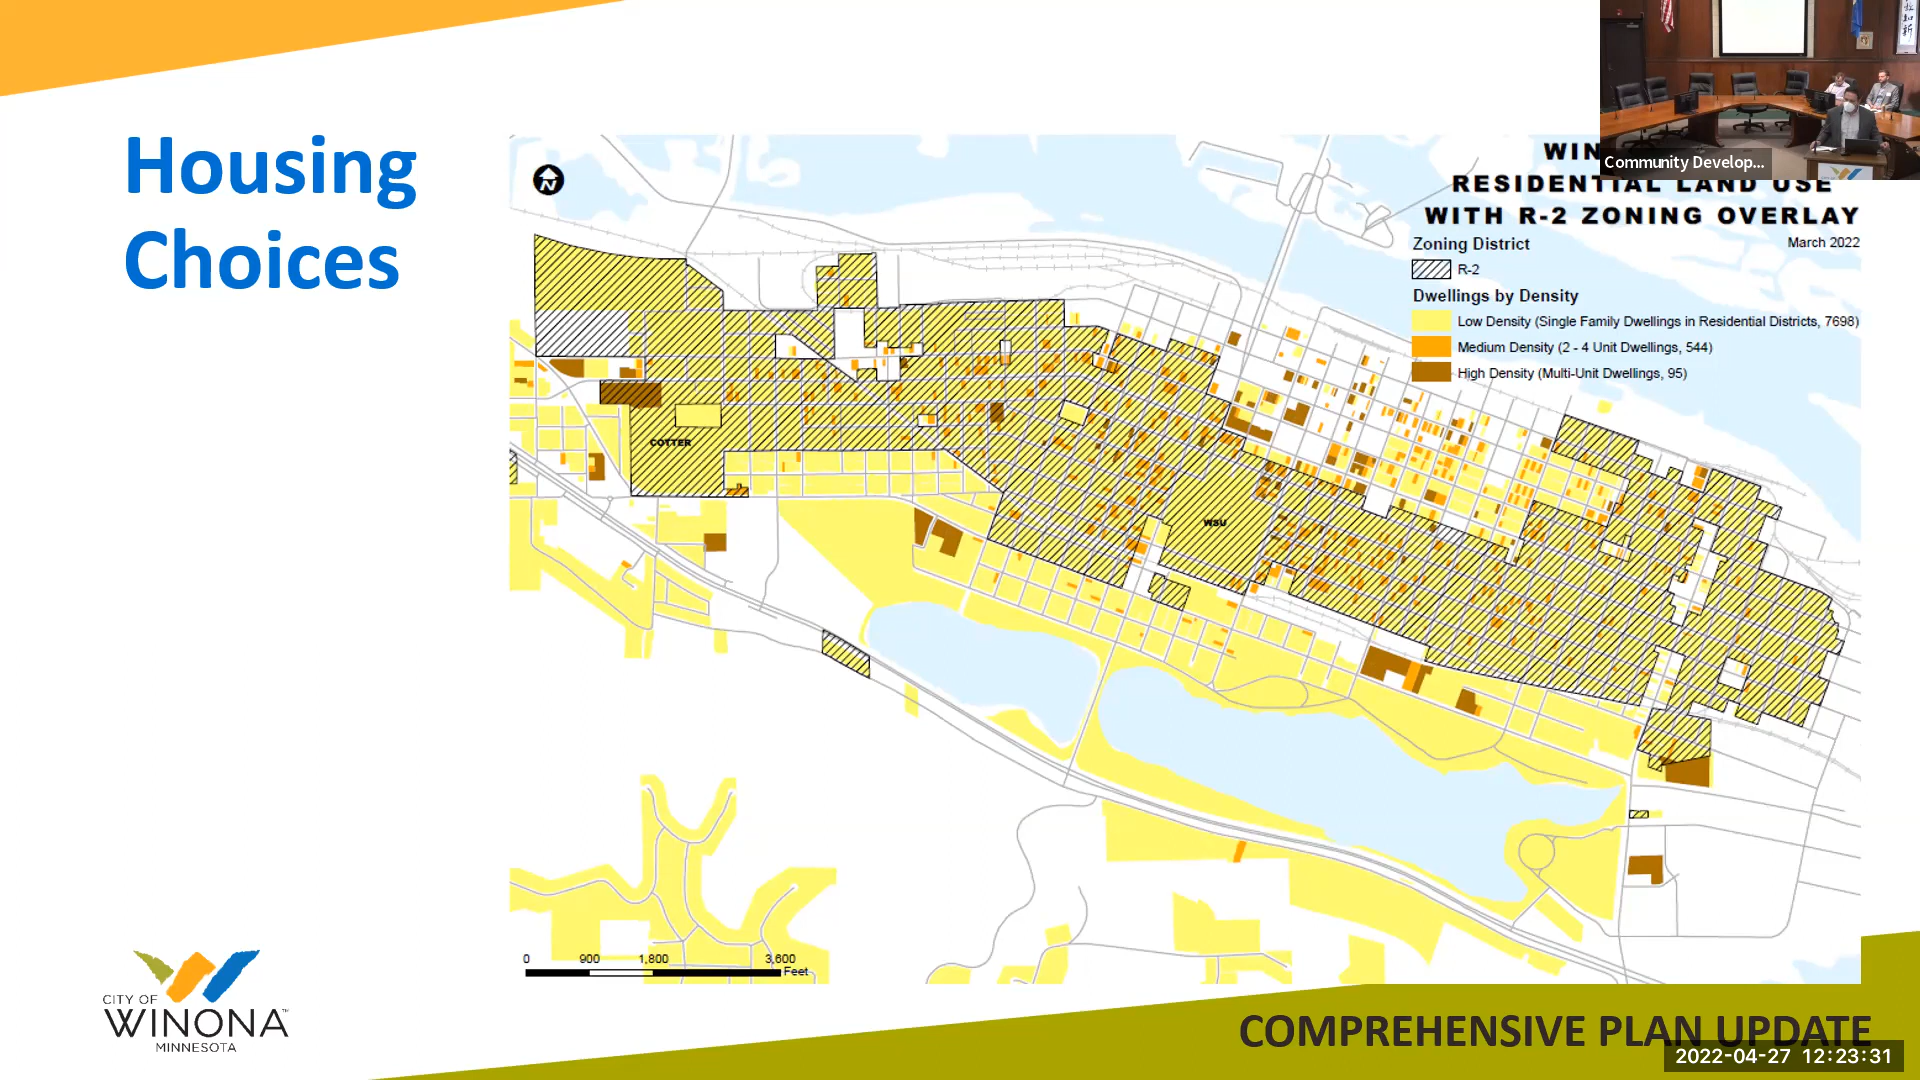 Housing
Choices
WIN
RESIDENTIAL LAND USE
WITH R-2 ZONING OVERLAY
March 2022
Zoning District
R-2
Dwellings by Density
Low Density (Single Family Dwellings in Residential Districts, 7698)
Medium Density (2 - 4 Unit Dwellings, 544)
High Density (Multi-Unit Dwellings, 95)
Community Develop...
N
COTTER
WSU
0 900 1,800 3,600
Feet
CITY OF
WINONA™
MINNESOTA
COMPREHENSIVE PLAN UPDATE
2022-04-27 12:23:31